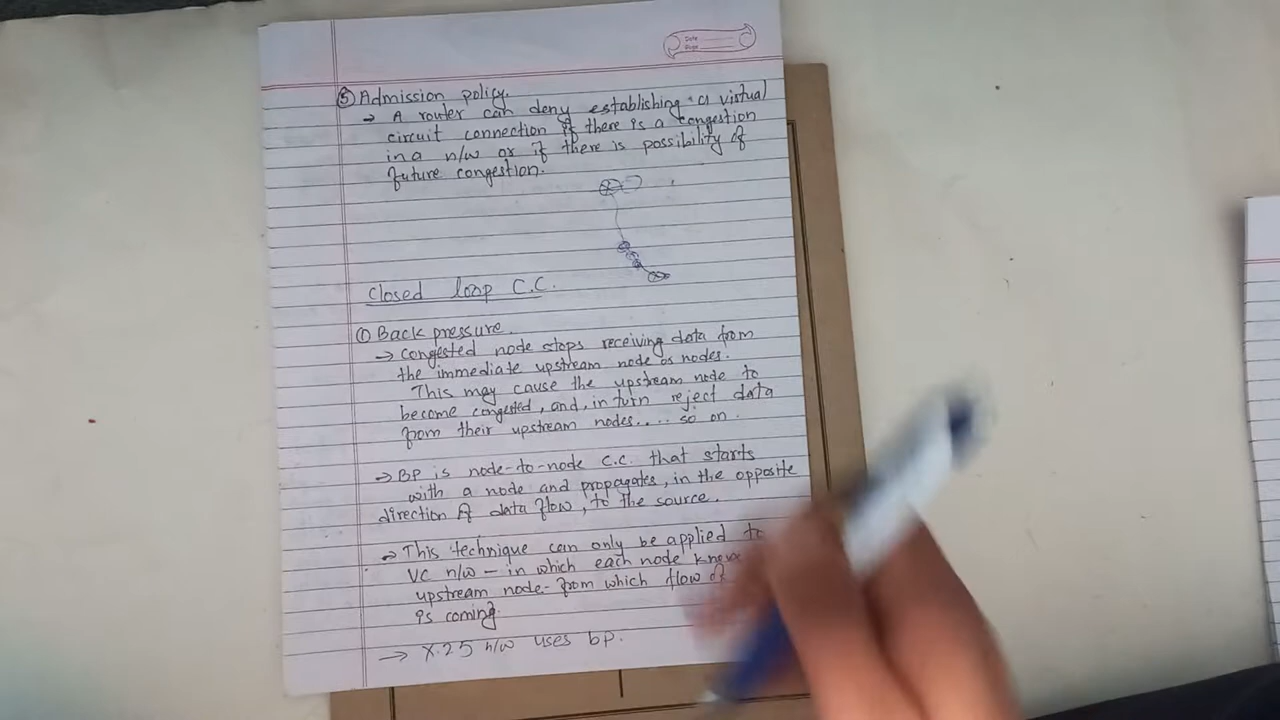 Date
Page
⑤ Admission policy.
→ A router can deny establishing a virtual
circuit connection if there is a congestion
in a n/w or if there is possibility of
future congestion.
Closed loop C.C.
① Back pressure.
→ Congested node stops receiving data from
the immediate upstream node or nodes.
This may cause the upstream node to
become congested, and, in turn reject data
from their upstream nodes.... so on.
→ BP is node-to-node C.C. that starts
with a node and propagates, in the opposite
direction of data flow, to the source.
→ This technique can only be applied to
VC n/w – in which each node
upstream node- from which flow of
is coming.
→ X.25 n/w uses bp.